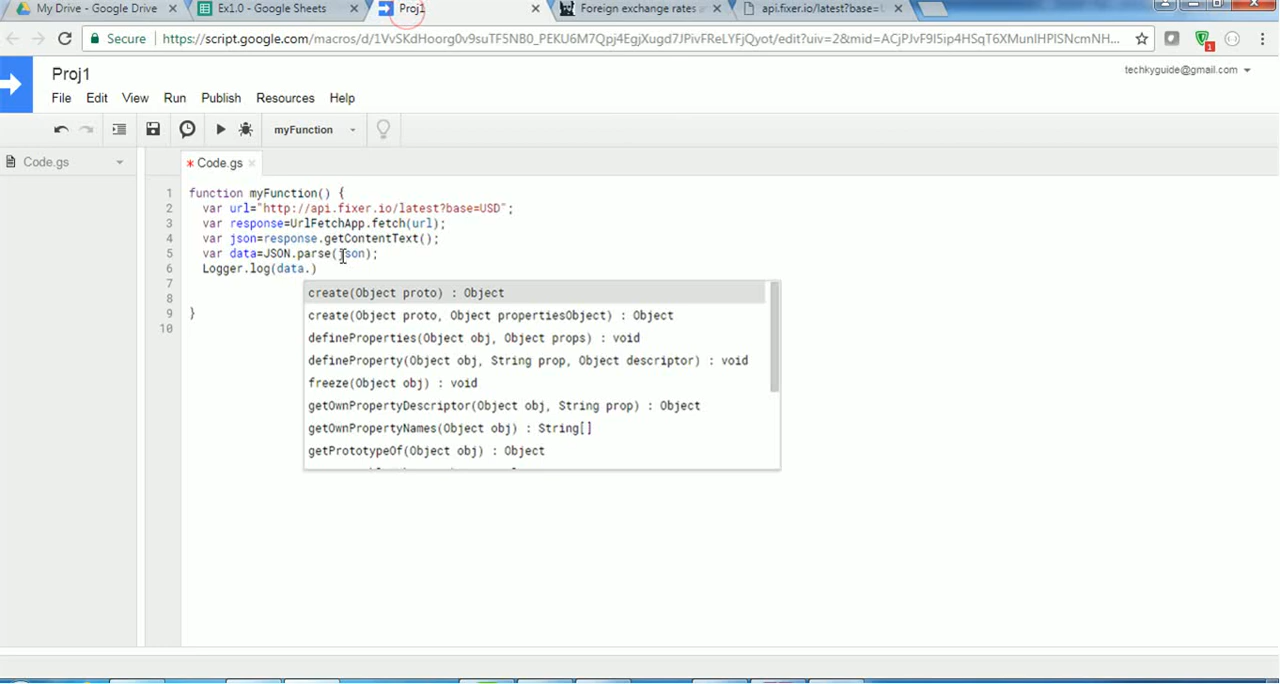 My Drive - Google Drive
Ex1.0 - Google Sheets
Proj1
Foreign exchange rates
api.fixer.io/latest?base=
Secure
https://script.google.com/macros/d/1VvSKdHoorg0v9suTF5NB0_PEKU6M7Qpj4EgjXugd7JPivFReLYFjQyot/edit?uiv=2&mid=ACjPJvF9I5ip4HSqT6XMunIHPlSNcmNH...
1
Proj1
techkyguide@gmail.com
File Edit View Run Publish Resources Help
myFunction
Code.gs
* Code.gs
1 function myFunction() {
2 var url="http://api.fixer.io/latest?base=USD";
3 var response=UrlFetchApp.fetch(url);
4 var json=response.getContentText();
5 var data=JSON.parse(json);
6 Logger.log(data.)
7
8
9 }
10
create(Object proto) : Object
create(Object proto, Object propertiesObject) : Object
defineProperties(Object obj, Object props) : void
defineProperty(Object obj, String prop, Object descriptor) : void
freeze(Object obj) : void
getOwnPropertyDescriptor(Object obj, String prop) : Object
getOwnPropertyNames(Object obj) : String[]
getPrototypeOf(Object obj) : Object